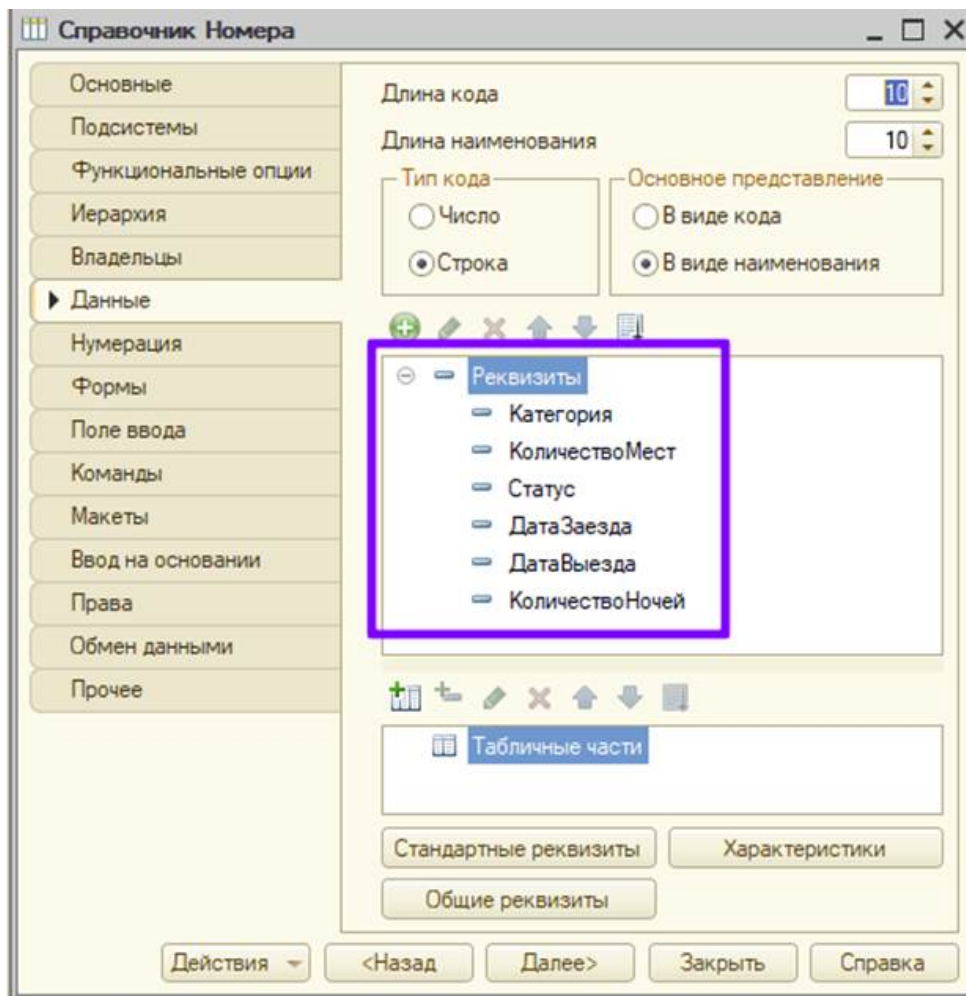 Справочник Номера
Основные
Подсистемы
Функциональные опции
Иерархия
Владельцы
Данные
Нумерация
Формы
Поле ввода
Команды
Макеты
Ввод на основании
Права
Обмен данными
Прочее
Длина кода 10
Длина наименования 10
Тип кода
Число
Строка
Основное представление
В виде кода
В виде наименования
Реквизиты
Категория
КоличествоМест
Статус
ДатаЗаезда
ДатаВыезда
КоличествоНочей
Табличные части
Стандартные реквизиты Характеристики
Общие реквизиты
Действия <Назад Далее> Закрыть Справка